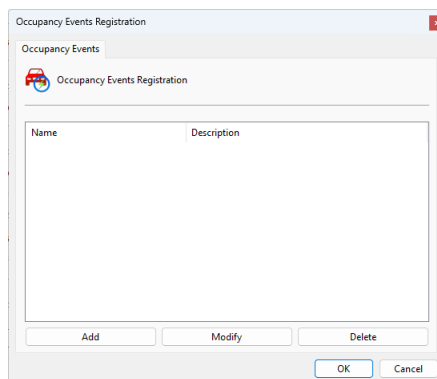 Occupancy Events Registration
Occupancy Events
Occupancy Events Registration
Name Description
Add Modify Delete
OK Cancel